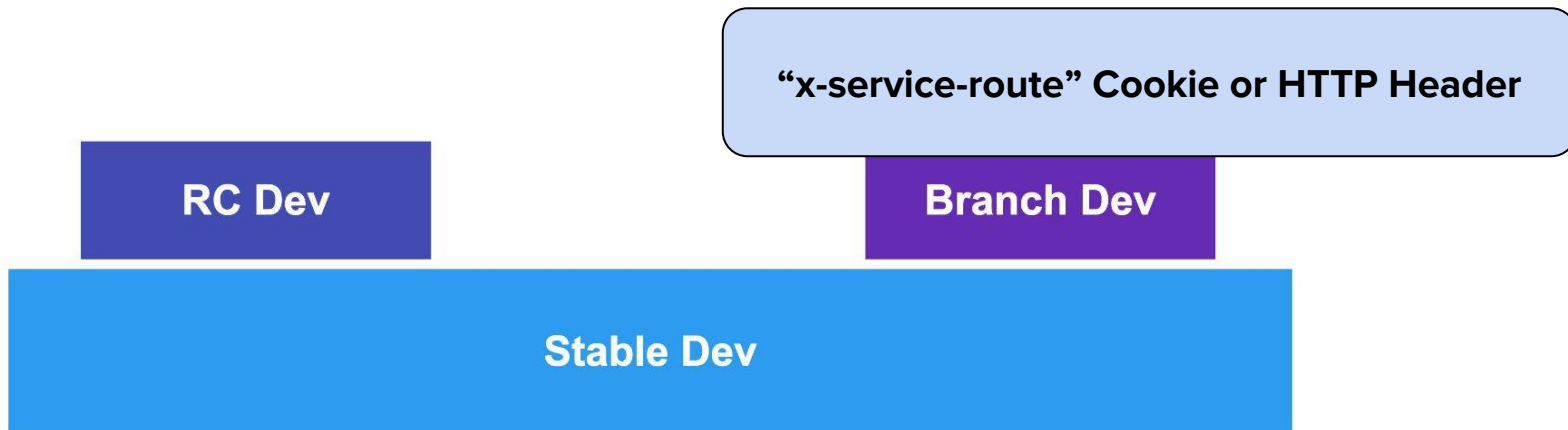 “x-service-route” Cookie or HTTP Header
RC Dev
Branch Dev
Stable Dev